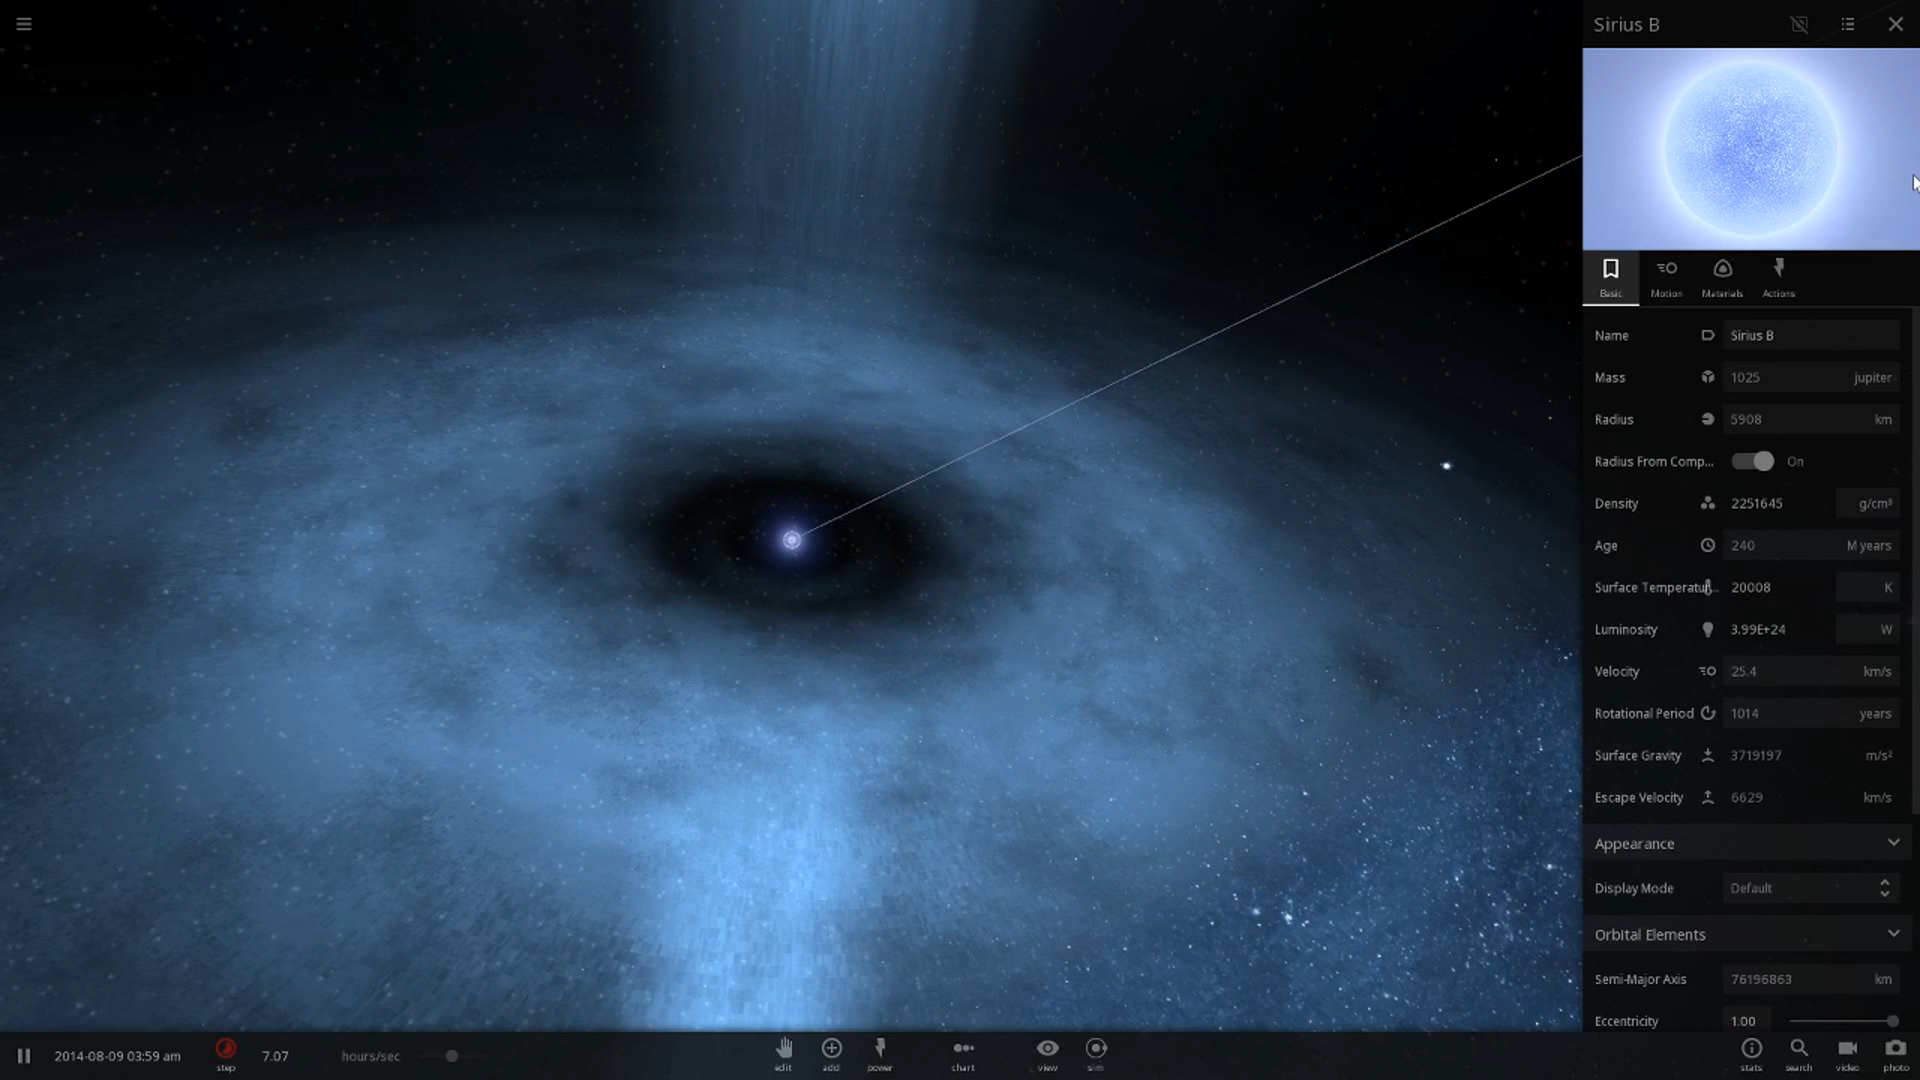 Sirius B
Basic
Motion
Materials
Actions
Name Sirius B
Mass 1025 jupiter
Radius 5908 km
Radius From Comp... On
Density 2251645 g/cm³
Age 240 M years
Surface Temperatur... 20008 K
Luminosity 3.99E+24 W
Velocity 25.4 km/s
Rotational Period 1014 years
Surface Gravity 3719197 m/s²
Escape Velocity 6629 km/s
Appearance
Display Mode Default
Orbital Elements
Semi-Major Axis 76196863 km
Eccentricity 1.00
2014-08-09 03:59 am
step
7.07 hours/sec
edit
add
power
chart
view
sim
stats
search
video
photo